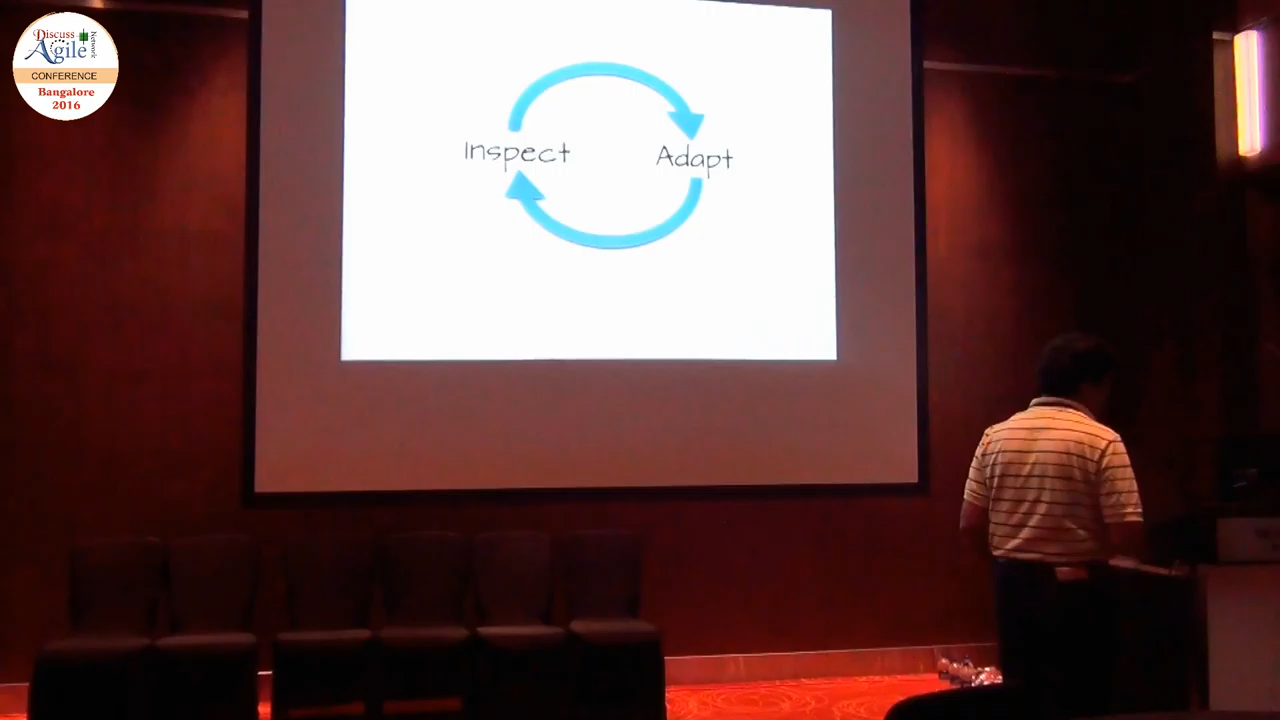 Discuss
Agile
Network
CONFERENCE
Bangalore
2016
Inspect
Adapt